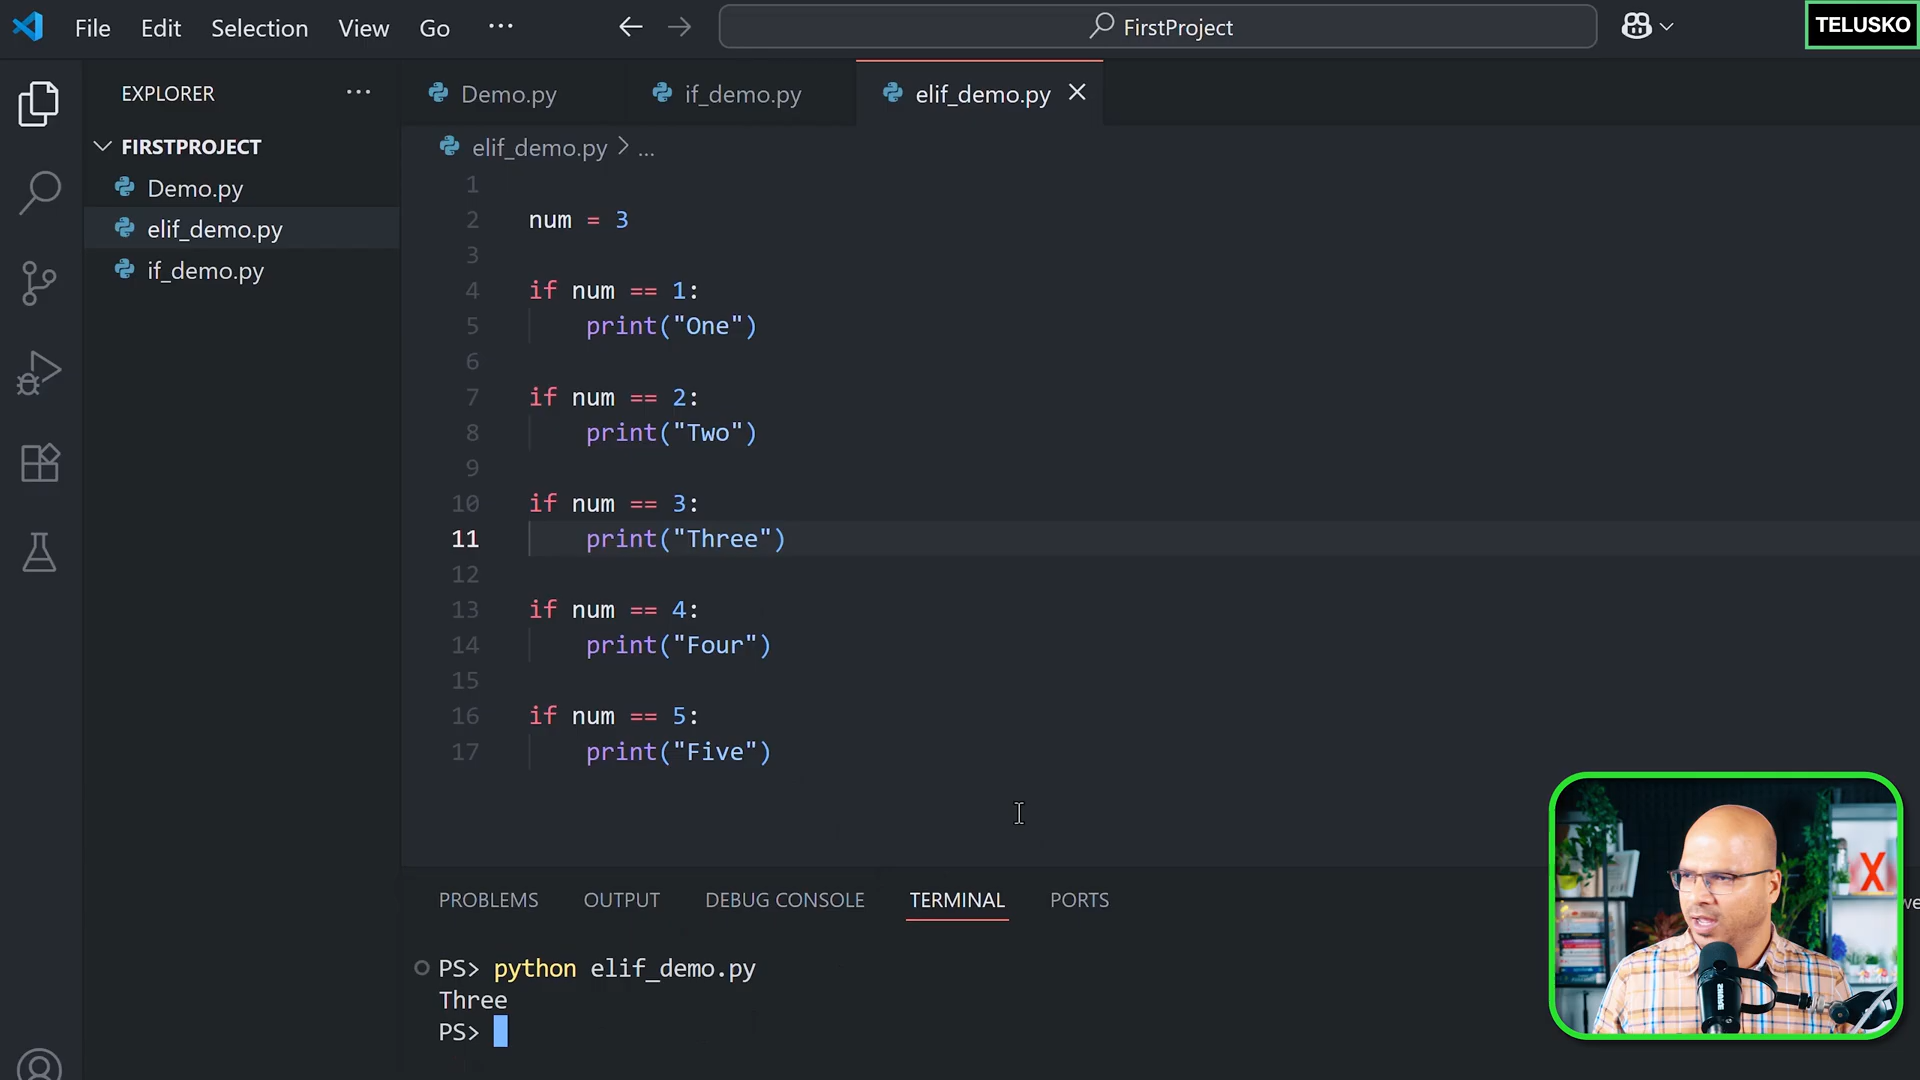 File Edit Selection View Go ...
FirstProject
TELUSKO
EXPLORER
Demo.py
if_demo.py
elif_demo.py
FIRSTPROJECT
elif_demo.py > ...
Demo.py
elif_demo.py
if_demo.py
1
2 num = 3
3
4 if num == 1:
5 print("One")
6
7 if num == 2:
8 print("Two")
9
10 if num == 3:
11 print("Three")
12
13 if num == 4:
14 print("Four")
15
16 if num == 5:
17 print("Five")
PROBLEMS OUTPUT DEBUG CONSOLE TERMINAL PORTS
PS> python elif_demo.py
Three
PS>
X